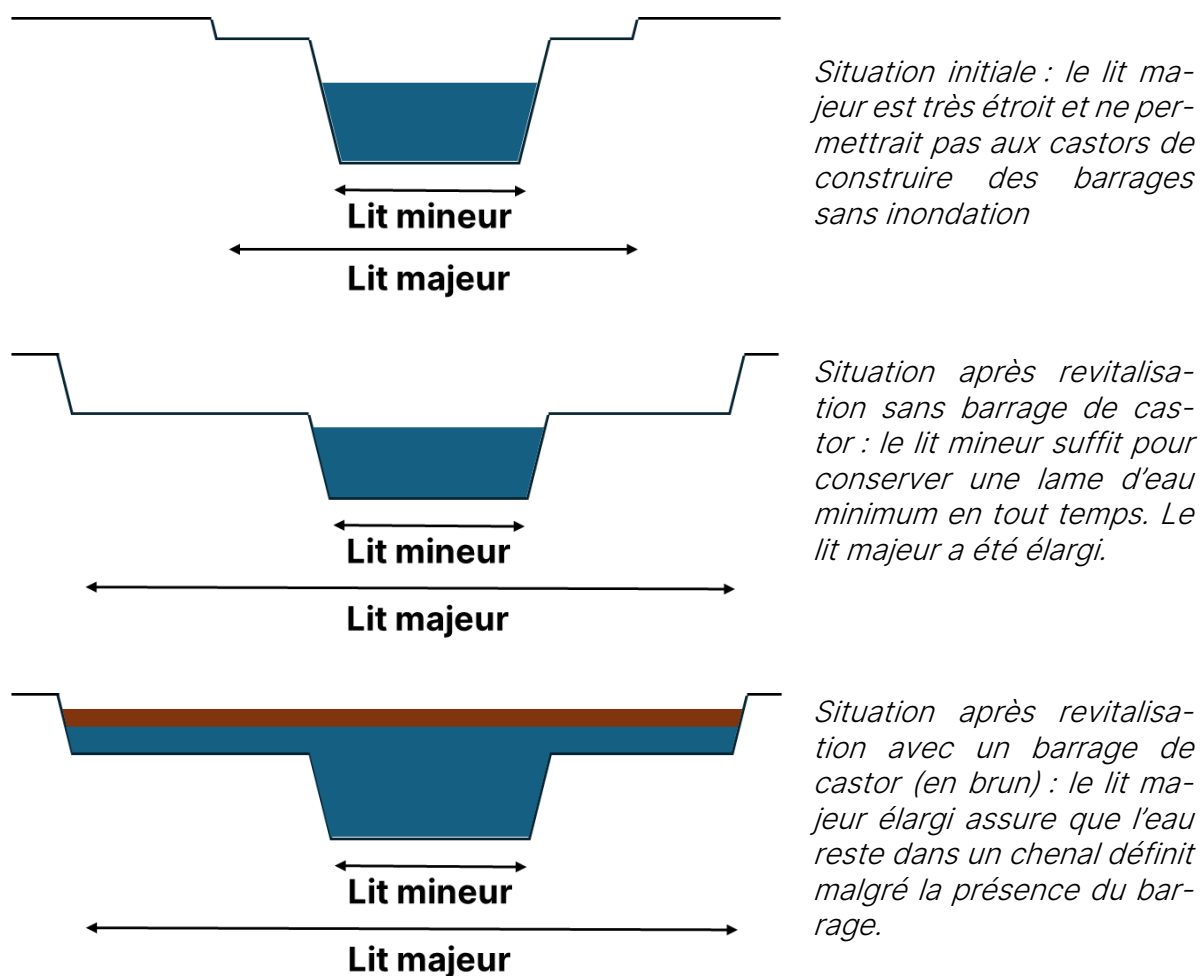 Situation initiale : le lit ma-
jeur est très étroit et ne per-
mettrait pas aux castors de
construire des barrages
sans inondation
Lit mineur
Lit majeur
Situation après revitalisa-
tion sans barrage de cas-
tor : le lit mineur suffit pour
conserver une lame d'eau
minimum en tout temps. Le
lit majeur a été élargi.
Lit mineur
Lit majeur
Situation après revitalisa-
tion avec un barrage de
castor (en brun) : le lit ma-
jeur élargi assure que l'eau
reste dans un chenal définit
malgré la présence du bar-
rage.
Lit mineur
Lit majeur